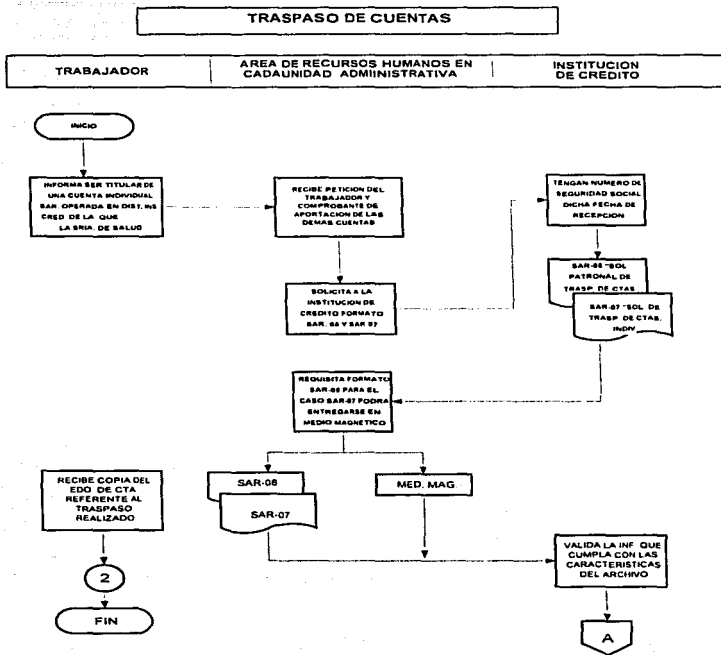 TRASPASO DE CUENTAS
TRABAJADOR
AREA DE RECURSOS HUMANOS EN
CADAUNIDAD ADMIINISTRATIVA
INSTITUCION
DE CRÉDITO
INICIO
INFORMA SER TITULAR DE
UNA CUENTA INDIVIDUAL
SAR. OPERADA EN DIST. INS
CRED DE LA QUE
LA SRIA. DE SALUD
RECIBE PETICION DEL
TRABAJADOR Y
COMPROBANTE DE
APORTACION DE LAS
DEMAS CUENTAS
TENGAN NUMERO DE
SEGURIDAD SOCIAL
DICHA FECHA DE
RECEPCION
SOLICITA A LA
INSTITUCION DE
CREDITO FORMATO
SAR. 06 Y SAR 07
SAR-06 "SOL
PATRONAL DE
TRASP. DE CTAS
SAR-07 "SOL. DE
TRASP DE CTAS.
INDIV
REQUISITA FORMATO
SAR-06 PARA EL
CASO SAR-07 PODRA
ENTREGARSE EN
MEDIO MAGNETICO
RECIBE COPIA DEL
EDO DE CTA
REFERENTE AL
TRASPASO
REALIZADO
SAR-08
SAR-07
MED. MAG.
VALIDA LA INF QUE
CUMPLA CON LAS
CARACTERISTICAS
DEL ARCHIVO
2
FIN
A